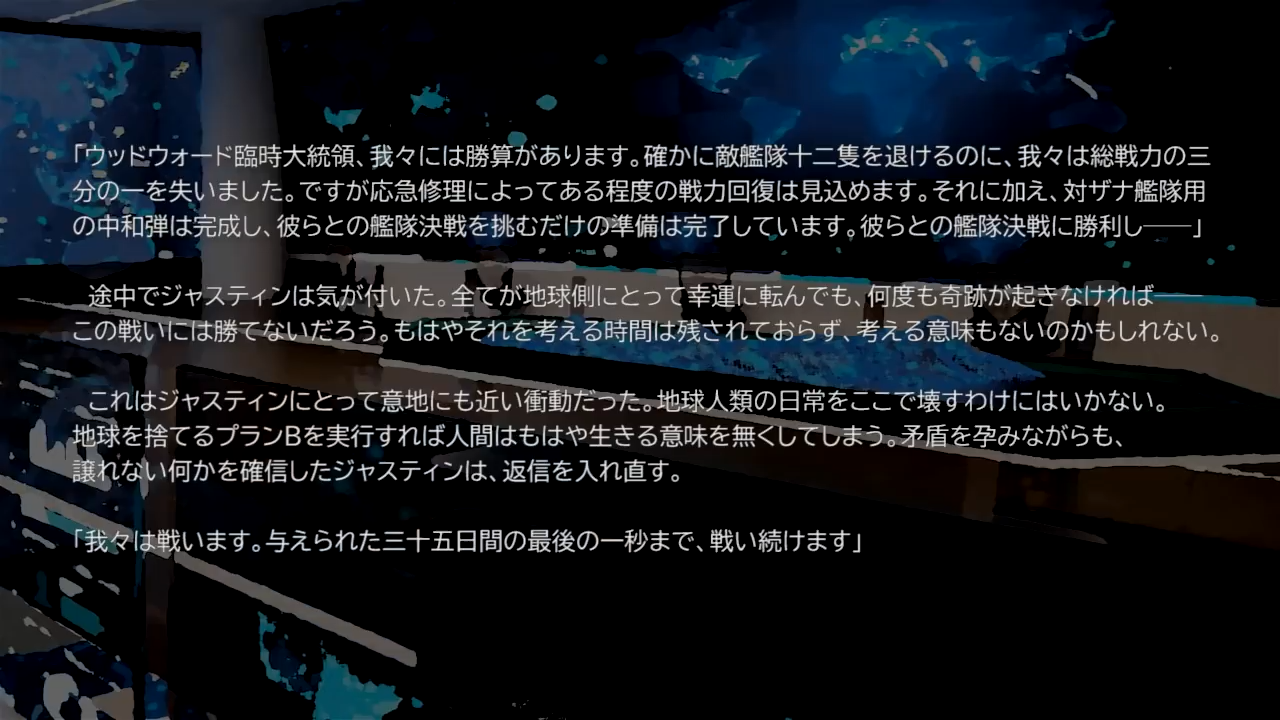 「ウッドウォード臨時大統領、我々には勝算があります。確かに敵艦隊十二隻を退けるのに、我々は総戦力の三
分の一を失いました。ですが応急修理によってある程度の戦力回復は見込めます。それに加え、対ザナ艦隊用
の中和弾は完成し、彼らとの艦隊決戦を挑むだけの準備は完了しています。彼らとの艦隊決戦に勝利し――」
途中でジャスティンは気が付いた。全てが地球側にとって幸運に転んでも、何度も奇跡が起きなければ――
この戦いには勝てないだろう。もはやそれを考える時間は残されておらず、考える意味もないのかもしれない。
これはジャスティンにとって意地にも近い衝動だった。地球人類の日常をここで壊すわけにはいかない。
地球を捨てるプランBを実行すれば人間はもはや生きる意味を無くしてしまう。矛盾を孕みながらも、
譲れない何かを確信したジャスティンは、返信を入れ直す。
「我々は戦います。与えられた三十五日間の最後の一秒まで、戦い続けます」